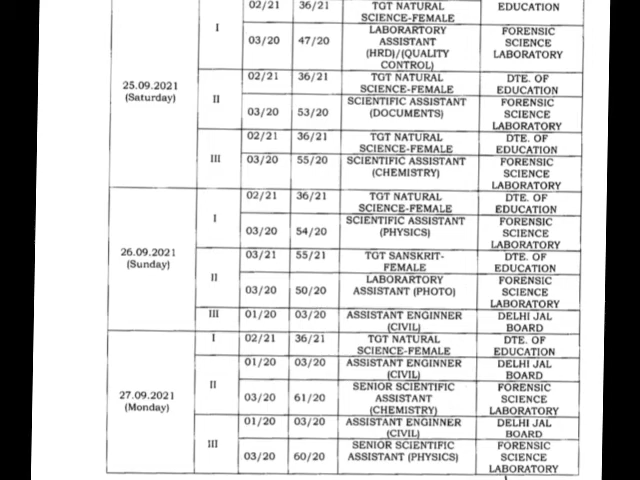 02/21 36/21 TGT NATURAL SCIENCE-FEMALE EDUCATION
I
03/20 47/20 LABORARTORY ASSISTANT (HRD)/(QUALITY CONTROL) FORENSIC SCIENCE LABORATORY
25.09.2021 (Saturday)
02/21 36/21 TGT NATURAL SCIENCE-FEMALE DTE. OF EDUCATION
II
03/20 53/20 SCIENTIFIC ASSISTANT (DOCUMENTS) FORENSIC SCIENCE LABORATORY
02/21 36/21 TGT NATURAL SCIENCE-FEMALE DTE. OF EDUCATION
III
03/20 55/20 SCIENTIFIC ASSISTANT (CHEMISTRY) FORENSIC SCIENCE LABORATORY
02/21 36/21 TGT NATURAL SCIENCE-FEMALE DTE. OF EDUCATION
I
03/20 54/20 SCIENTIFIC ASSISTANT (PHYSICS) FORENSIC SCIENCE LABORATORY
26.09.2021 (Sunday)
03/21 55/21 TGT SANSKRIT-FEMALE DTE. OF EDUCATION
II
03/20 50/20 LABORARTORY ASSISTANT (PHOTO) FORENSIC SCIENCE LABORATORY
III 01/20 03/20 ASSISTANT ENGINNER (CIVIL) DELHI JAL BOARD
I 02/21 36/21 TGT NATURAL SCIENCE-FEMALE DTE. OF EDUCATION
01/20 03/20 ASSISTANT ENGINNER (CIVIL) DELHI JAL BOARD
II
27.09.2021 (Monday)
03/20 61/20 SENIOR SCIENTIFIC ASSISTANT (CHEMISTRY) FORENSIC SCIENCE LABORATORY
01/20 03/20 ASSISTANT ENGINNER (CIVIL) DELHI JAL BOARD
III
03/20 60/20 SENIOR SCIENTIFIC ASSISTANT (PHYSICS) FORENSIC SCIENCE LABORATORY